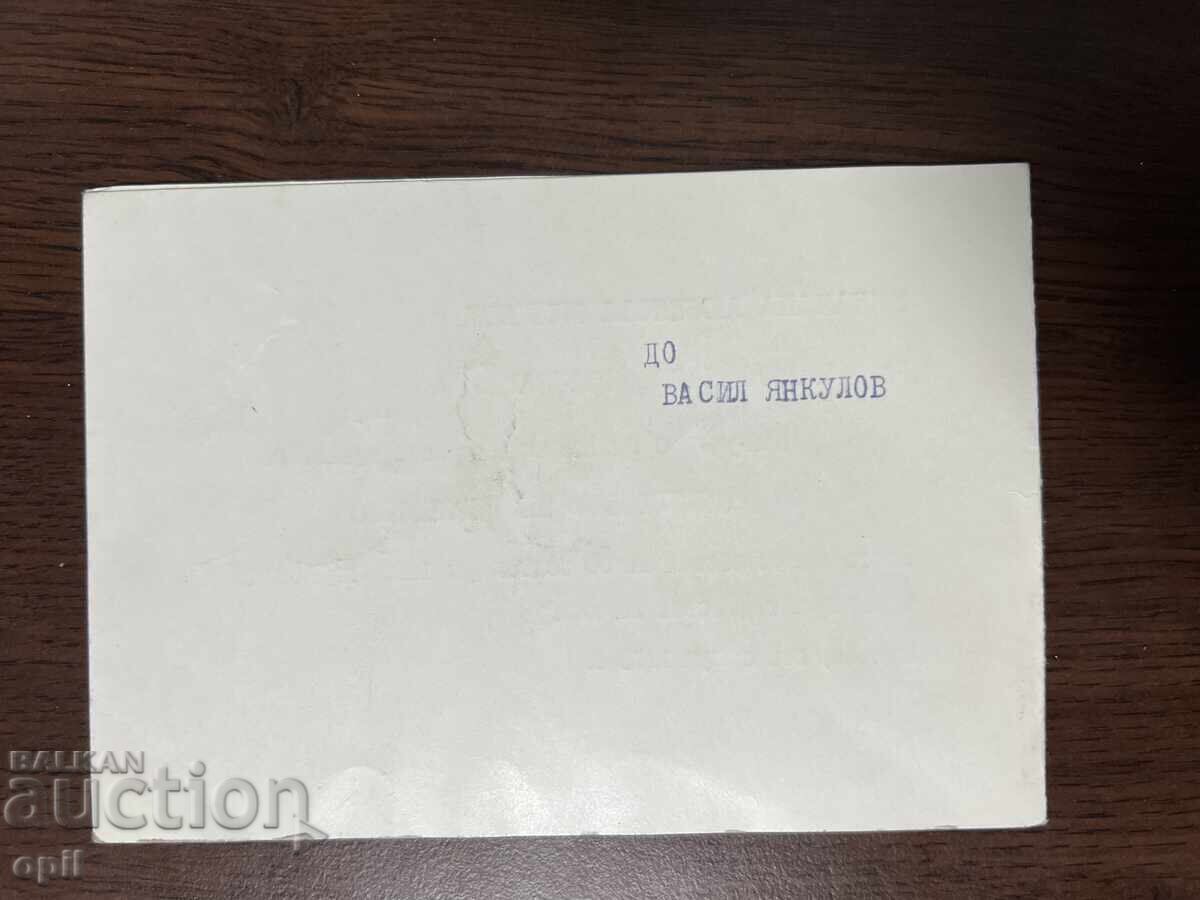 ДО
ВАСИЛ ЯНКУЛОВ
BALKAN
auction
opil